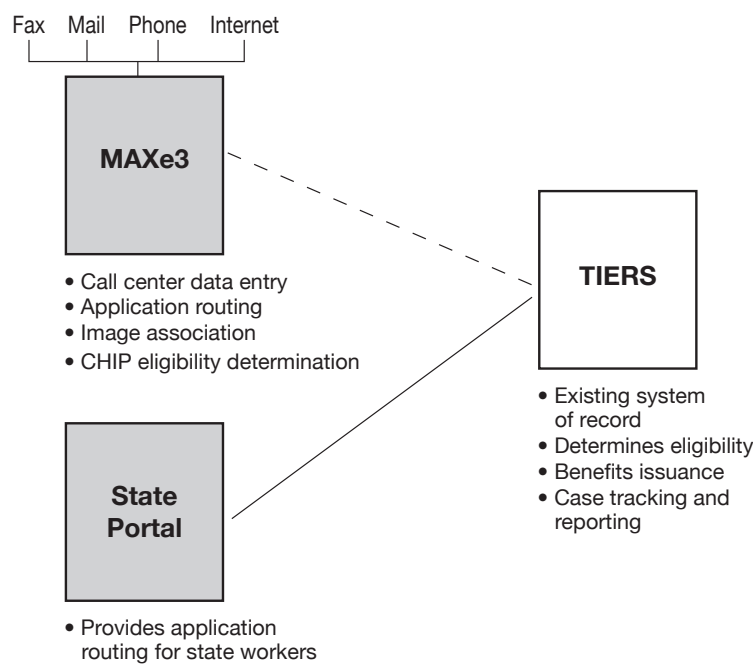 Fax Mail Phone Internet
MAXe3
• Call center data entry
• Application routing
• Image association
• CHIP eligibility determination
TIERS
• Existing system
of record
• Determines eligibility
• Benefits issuance
• Case tracking and
reporting
State
Portal
• Provides application
routing for state workers